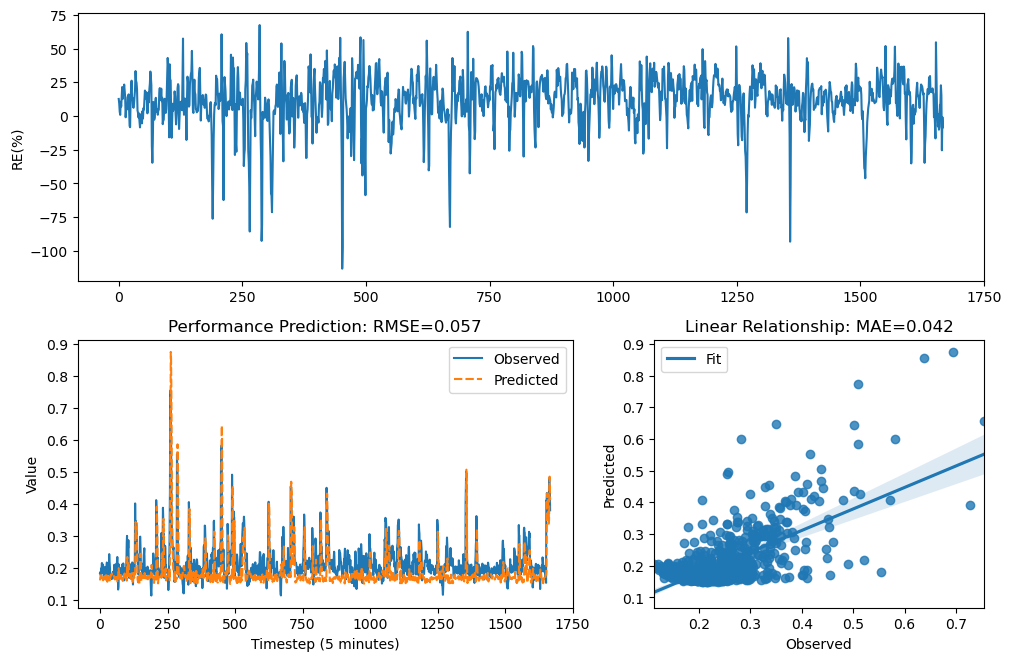 75
50
25
0
−25
−50
−75
−100
RE(%)
0 250 500 750 1000 1250 1500 1750
Performance Prediction: RMSE=0.057
0.9
0.8
0.7
0.6
0.5
0.4
0.3
0.2
0.1
Value
Observed
Predicted
0 250 500 750 1000 1250 1500 1750
Timestep (5 minutes)
Linear Relationship: MAE=0.042
0.9
0.8
0.7
0.6
0.5
0.4
0.3
0.2
0.1
Predicted
Fit
0.2 0.3 0.4 0.5 0.6 0.7
Observed